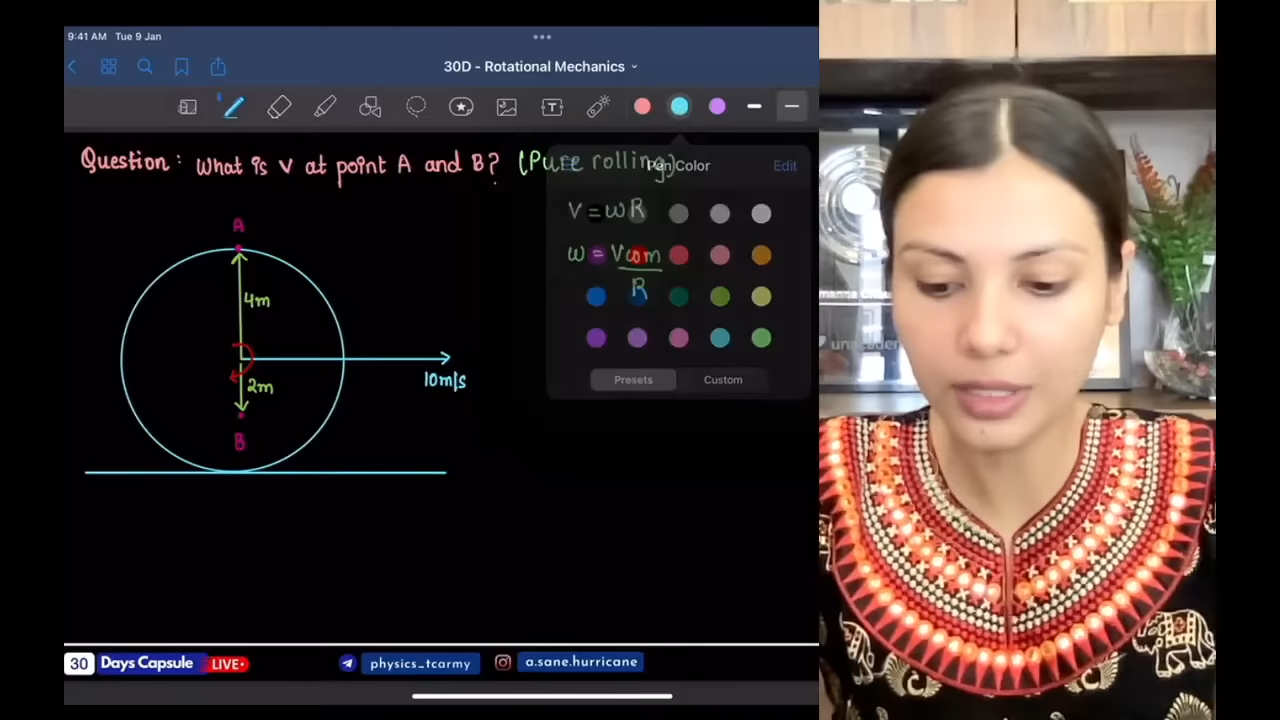 9:41 AM Tue 9 Jan
30D - Rotational Mechanics
Question: What is v at point A and B? (Pure rolling)
Pen Color
Edit
A
V = ωR
4m
ω = Vcom
R
10m/s
2m
B
Presets
Custom
30 Days Capsule LIVE
physics_tcarmy
a.sane.hurricane